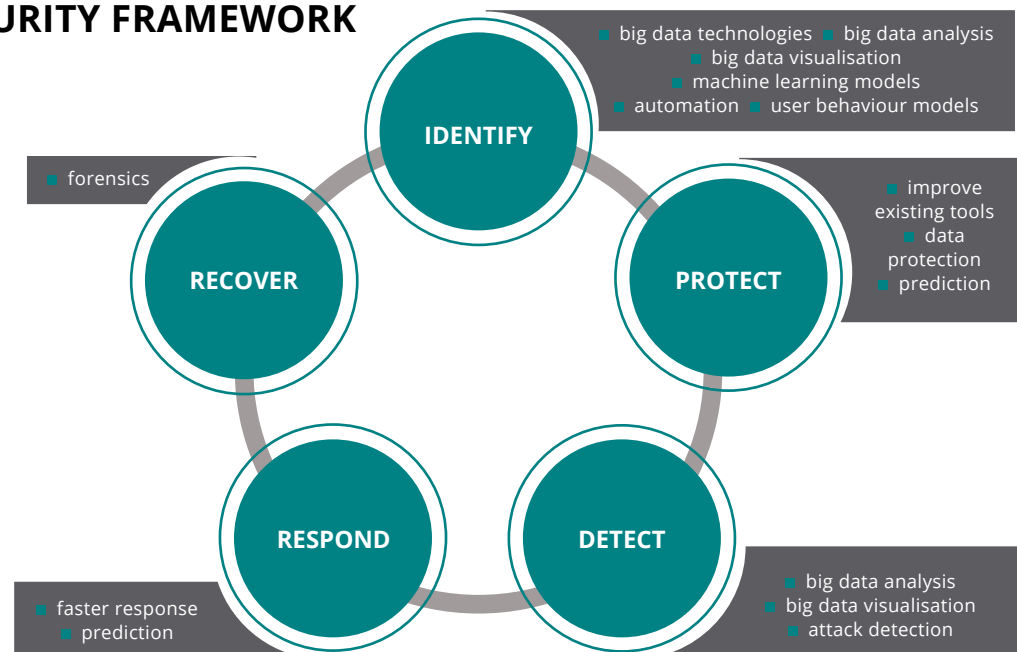 URITY FRAMEWORK
big data technologies big data analysis
big data visualisation
machine learning models
automation user behaviour models
IDENTIFY
forensics
improve
existing tools
data
protection
prediction
RECOVER
PROTECT
RESPOND
DETECT
faster response
prediction
big data analysis
big data visualisation
attack detection